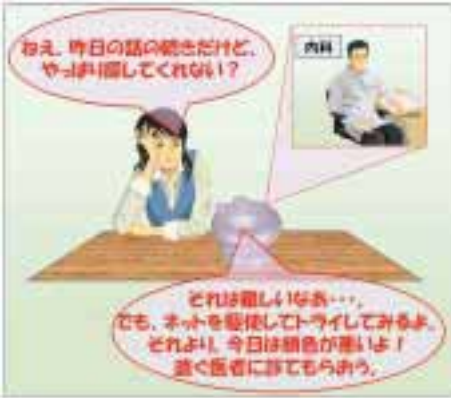 ねえ、昨日の話の続きだけど、
やっぱり探してくれない?
内科
それは難しいなあ・・・。
でも、ネットを駆使してトライしてみるよ。
それより、今日は顔色が悪いよ!
直ぐ医者に診てもらおう。